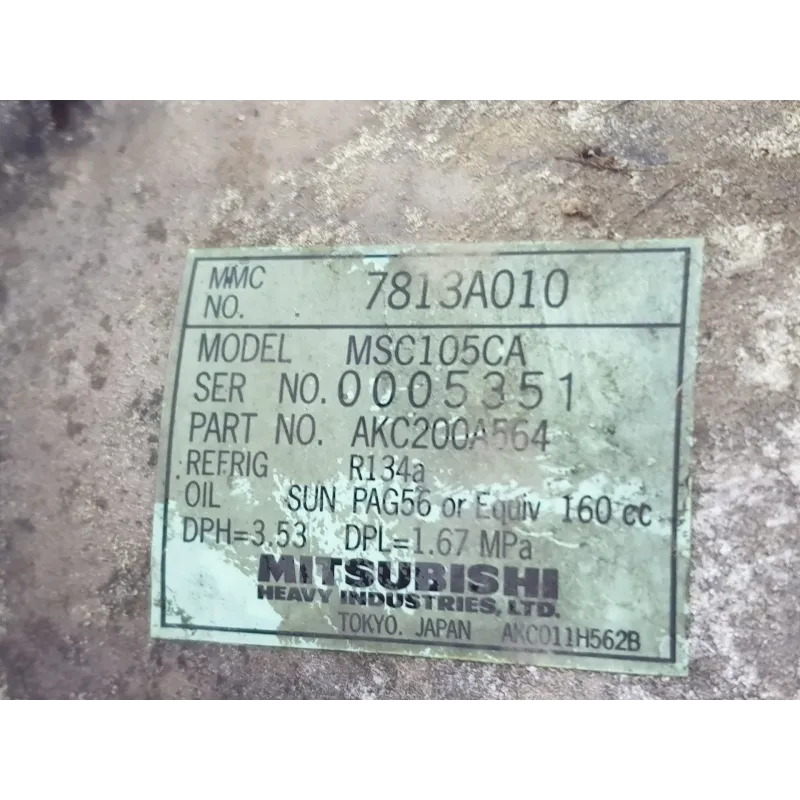 MMC NO. 7813A010
MODEL MSC105CA
SER NO. 0005351
PART NO. AKC200A564
REFRIG R134a
OIL SUN PAG56 or Equiv 160 cc
DPH=3.53 DPL=1.67 MPa
MITSUBISHI
HEAVY INDUSTRIES, LTD.
TOKYO. JAPAN AKC011H562B